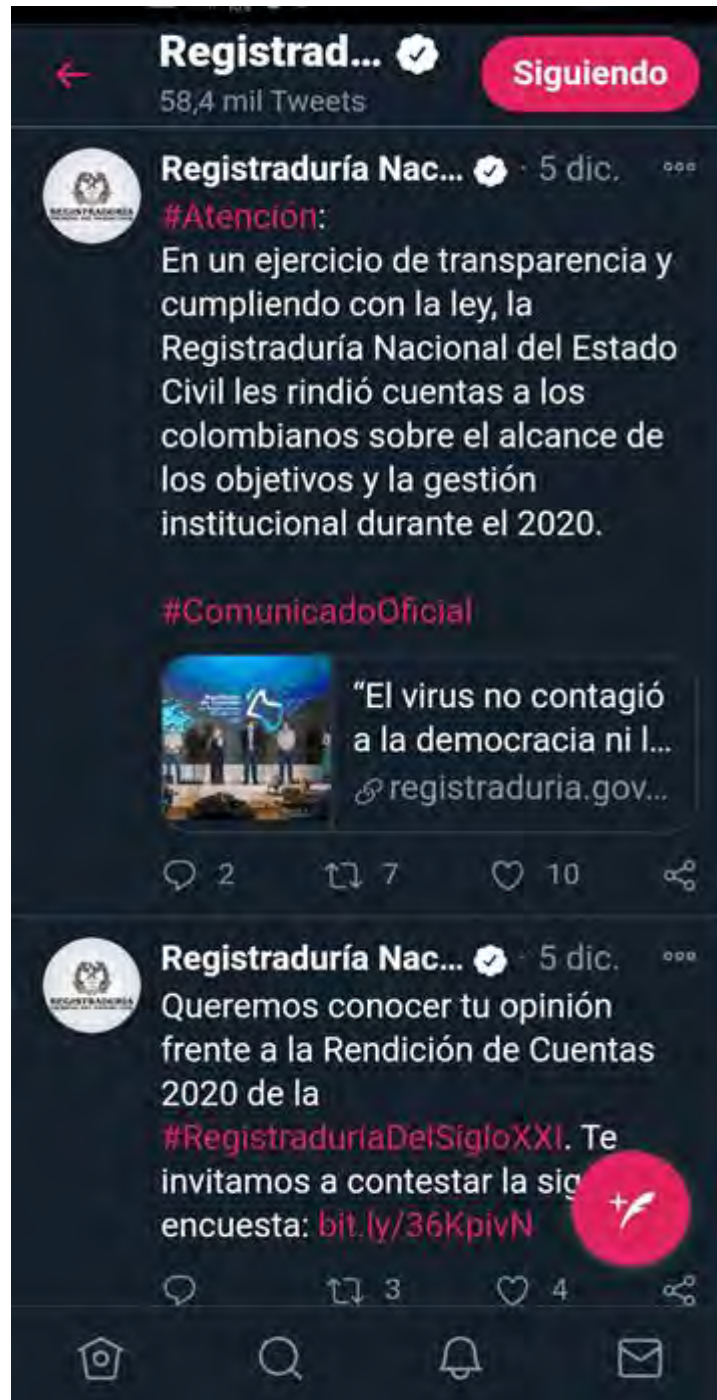 Registrad...
Siguiendo
58,4 mil Tweets
Registraduría Nac... · 5 dic.
#Atención:
En un ejercicio de transparencia y
cumpliendo con la ley, la
Registraduría Nacional del Estado
Civil les rindió cuentas a los
colombianos sobre el alcance de
los objetivos y la gestión
institucional durante el 2020.
#ComunicadoOficial
“El virus no contagió
a la democracia ni l...
registraduria.gov...
2 7 10
Registraduría Nac... · 5 dic.
REGISTRADURÍA
Queremos conocer tu opinión
frente a la Rendición de Cuentas
2020 de la
#RegistraduríaDelSigloXXI. Te
invitamos a contestar la sig
encuesta: bit.ly/36KpivN
3 4